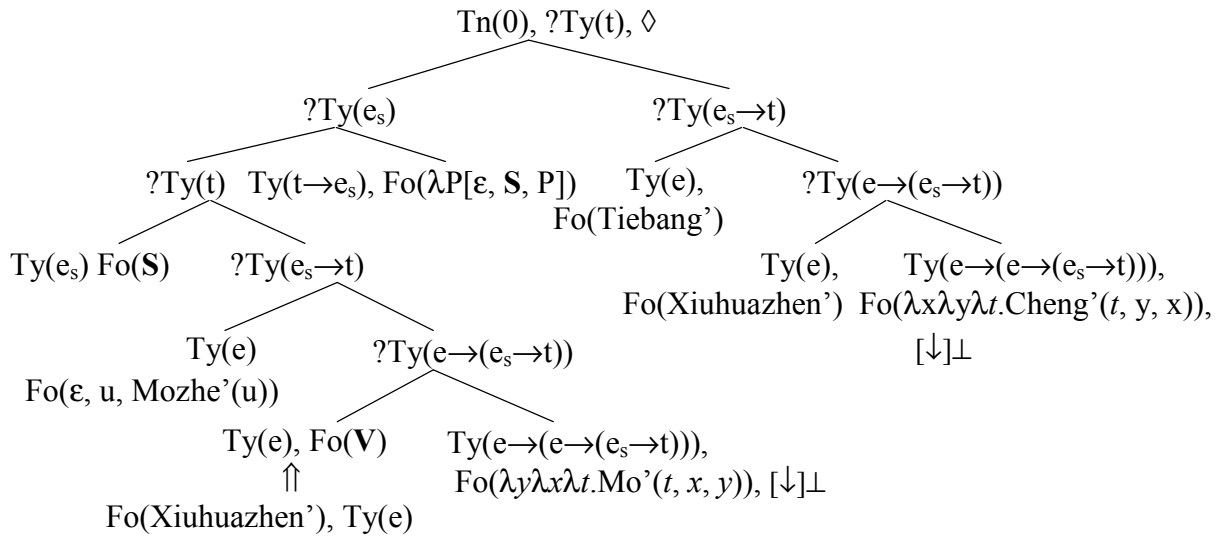 Tn(0), ?Ty(t), ◊
?Ty(eₛ) ?Ty(eₛ→t)
?Ty(t) Ty(t→eₛ), Fo(λP[ε, S, P]) Ty(e), ?Ty(e→(eₛ→t))
Fo(Tiebang’)
Ty(eₛ) Fo(S) ?Ty(eₛ→t) Ty(e), Ty(e→(e→(eₛ→t))),
Fo(Xiuhuazhen’) Fo(λxλyλt.Cheng’(t, y, x)),
Ty(e) ?Ty(e→(eₛ→t)) [↓]⊥
Fo(ε, u, Mozhe’(u))
Ty(e), Fo(V) Ty(e→(e→(eₛ→t))),
⇑ Fo(λyλxλt.Mo’(t, x, y)), [↓]⊥
Fo(Xiuhuazhen’), Ty(e)